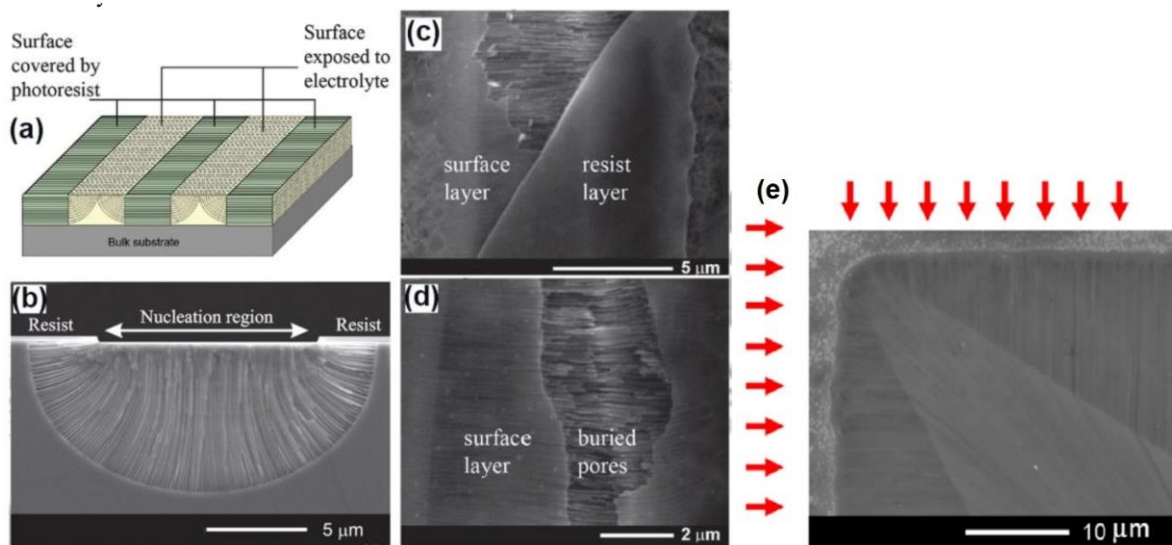 Surface
covered by
photoresist
Surface
exposed to
electrolyte
(a)
Bulk substrate
(b)
Resist
Nucleation region
Resist
5 μm
(c)
surface
layer
resist
layer
5 μm
(d)
surface
layer
buried
pores
2 μm
(e)
10 μm